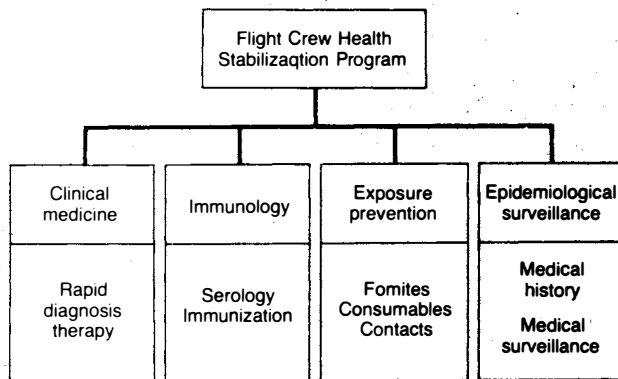 Flight Crew Health
Stabilizaqtion Program
Clinical
medicine
Rapid
diagnosis
therapy
Immunology
Serology
Immunization
Exposure
prevention
Fomites
Consumables
Contacts
Epidemiological
surveillance
Medical
history
Medical
surveillance